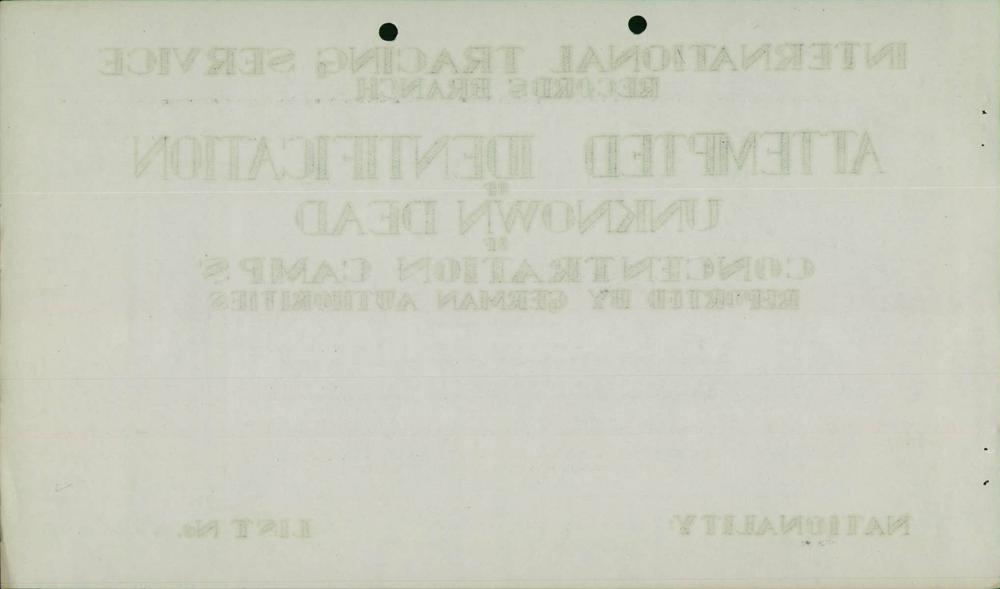 INTERNATIONAL TRACING SERVICE
RECORDS BRANCH
ATTEMPTED IDENTIFICATION
OF
UNKNOWN DEAD
OF
CONCENTRATION CAMPS
REPORTED BY GERMAN AUTHORITIES
NATIONALITY LIST No.